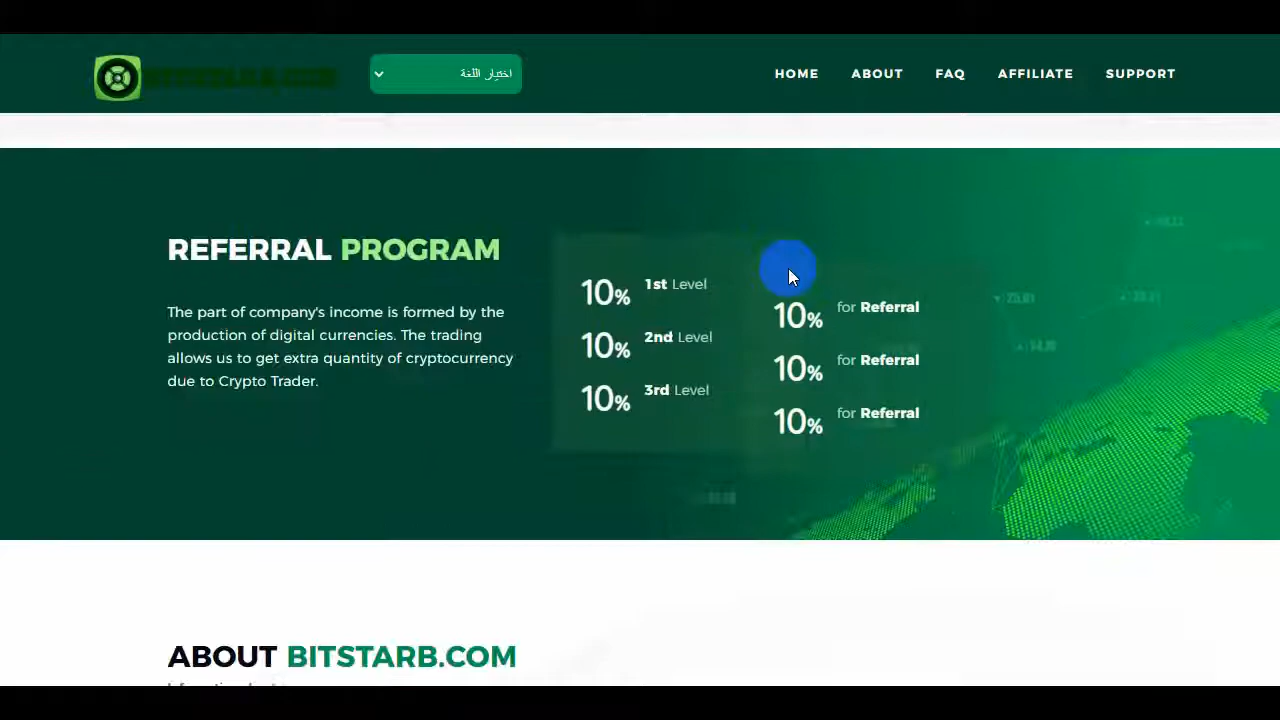 اختيار اللغة
HOME ABOUT FAQ AFFILIATE SUPPORT
REFERRAL PROGRAM
The part of company's income is formed by the
production of digital currencies. The trading
allows us to get extra quantity of cryptocurrency
due to Crypto Trader.
10% 1st Level
10% 2nd Level
10% 3rd Level
10% for Referral
10% for Referral
10% for Referral
ABOUT BITSTARB.COM